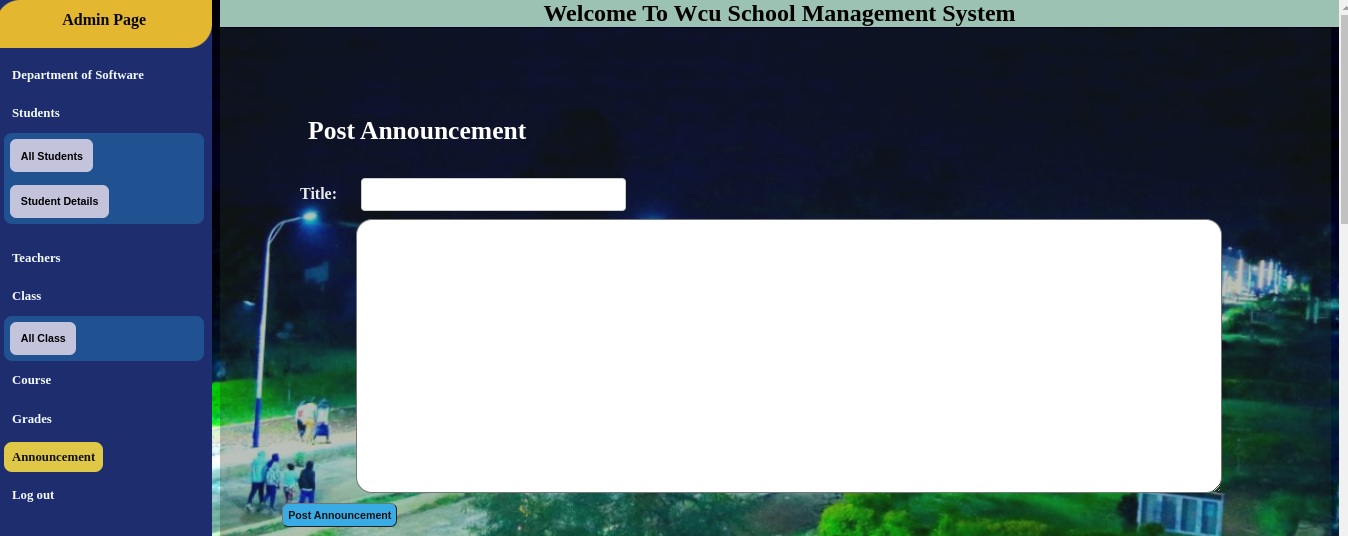 Admin Page
Welcome To Wcu School Management System
Department of Software
Students
All Students
Student Details
Teachers
Class
All Class
Course
Grades
Announcement
Log out
Post Announcement
Title:
Post Announcement